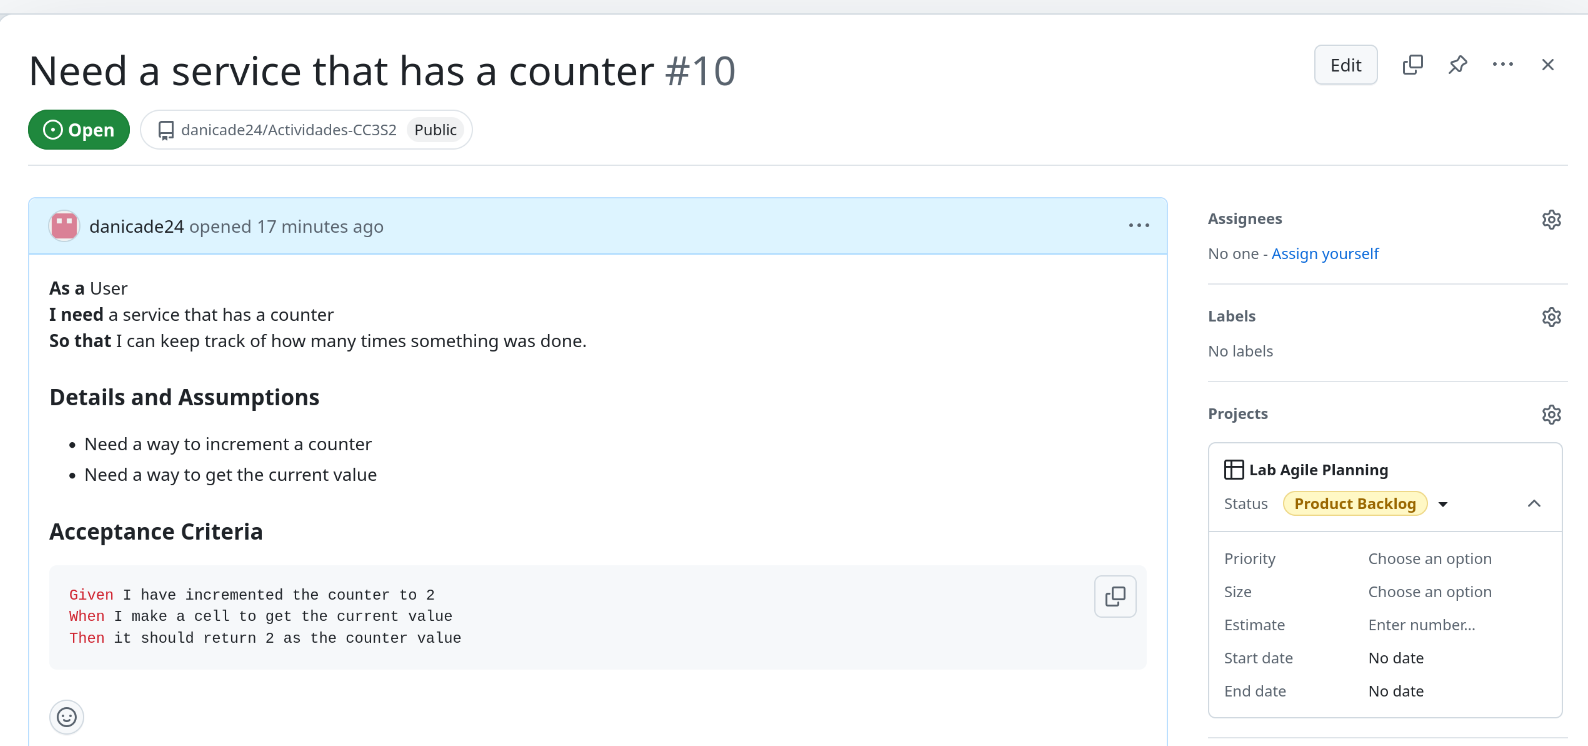 Need a service that has a counter #10
Edit
Open
danicade24/Actividades-CC3S2 Public
danicade24 opened 17 minutes ago
As a User
I need a service that has a counter
So that I can keep track of how many times something was done.
Details and Assumptions
• Need a way to increment a counter
• Need a way to get the current value
Acceptance Criteria
Given I have incremented the counter to 2
When I make a cell to get the current value
Then it should return 2 as the counter value
Assignees
No one - Assign yourself
Labels
No labels
Projects
Lab Agile Planning
Status Product Backlog
Priority Choose an option
Size Choose an option
Estimate Enter number...
Start date No date
End date No date